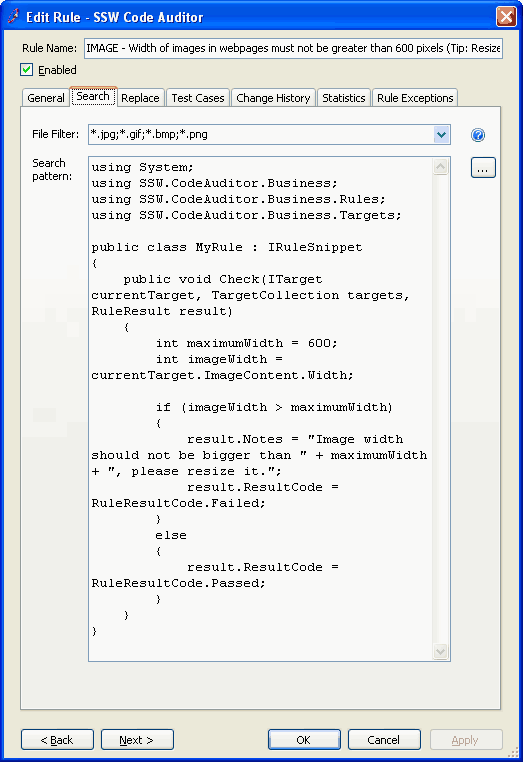 Edit Rule - SSW Code Auditor
Rule Name: IMAGE - Width of images in webpages must not be greater than 600 pixels (Tip: Resize
Enabled
General Search Replace Test Cases Change History Statistics Rule Exceptions
File Filter: *.jpg;*.gif;*.bmp;*.png
Search
pattern:
...
using System;
using SSW.CodeAuditor.Business;
using SSW.CodeAuditor.Business.Rules;
using SSW.CodeAuditor.Business.Targets;
public class MyRule : IRuleSnippet
{
    public void Check(ITarget
currentTarget, TargetCollection targets,
RuleResult result)
    {
        int maximumWidth = 600;
        int imageWidth =
currentTarget.ImageContent.Width;
        if (imageWidth > maximumWidth)
        {
            result.Notes = "Image width
should not be bigger than " + maximumWidth
+ ", please resize it.";
            result.ResultCode =
RuleResultCode.Failed;
        }
        else
        {
            result.ResultCode =
RuleResultCode.Passed;
        }
    }
}
< Back Next > OK Cancel Apply